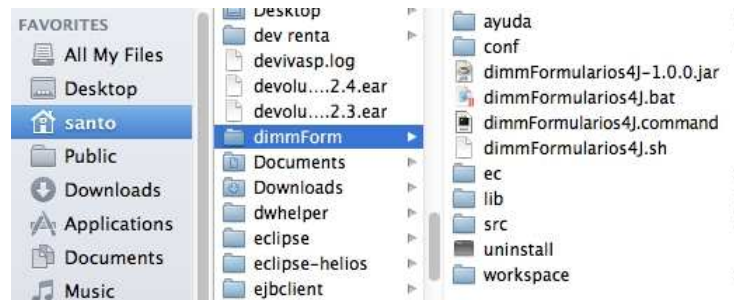 FAVORITES
All My Files
Desktop
santo
Public
Downloads
Applications
Documents
Music
Desktop
dev renta
devivasp.log
devolu....2.4.ear
devolu....2.3.ear
dimmForm
Documents
Downloads
dwhelper
eclipse
eclipse-helios
ejbclient
ayuda
conf
dimmFormularios4J-1.0.0.jar
dimmFormularios4J.bat
dimmFormularios4J.command
dimmFormularios4J.sh
ec
lib
src
uninstall
workspace